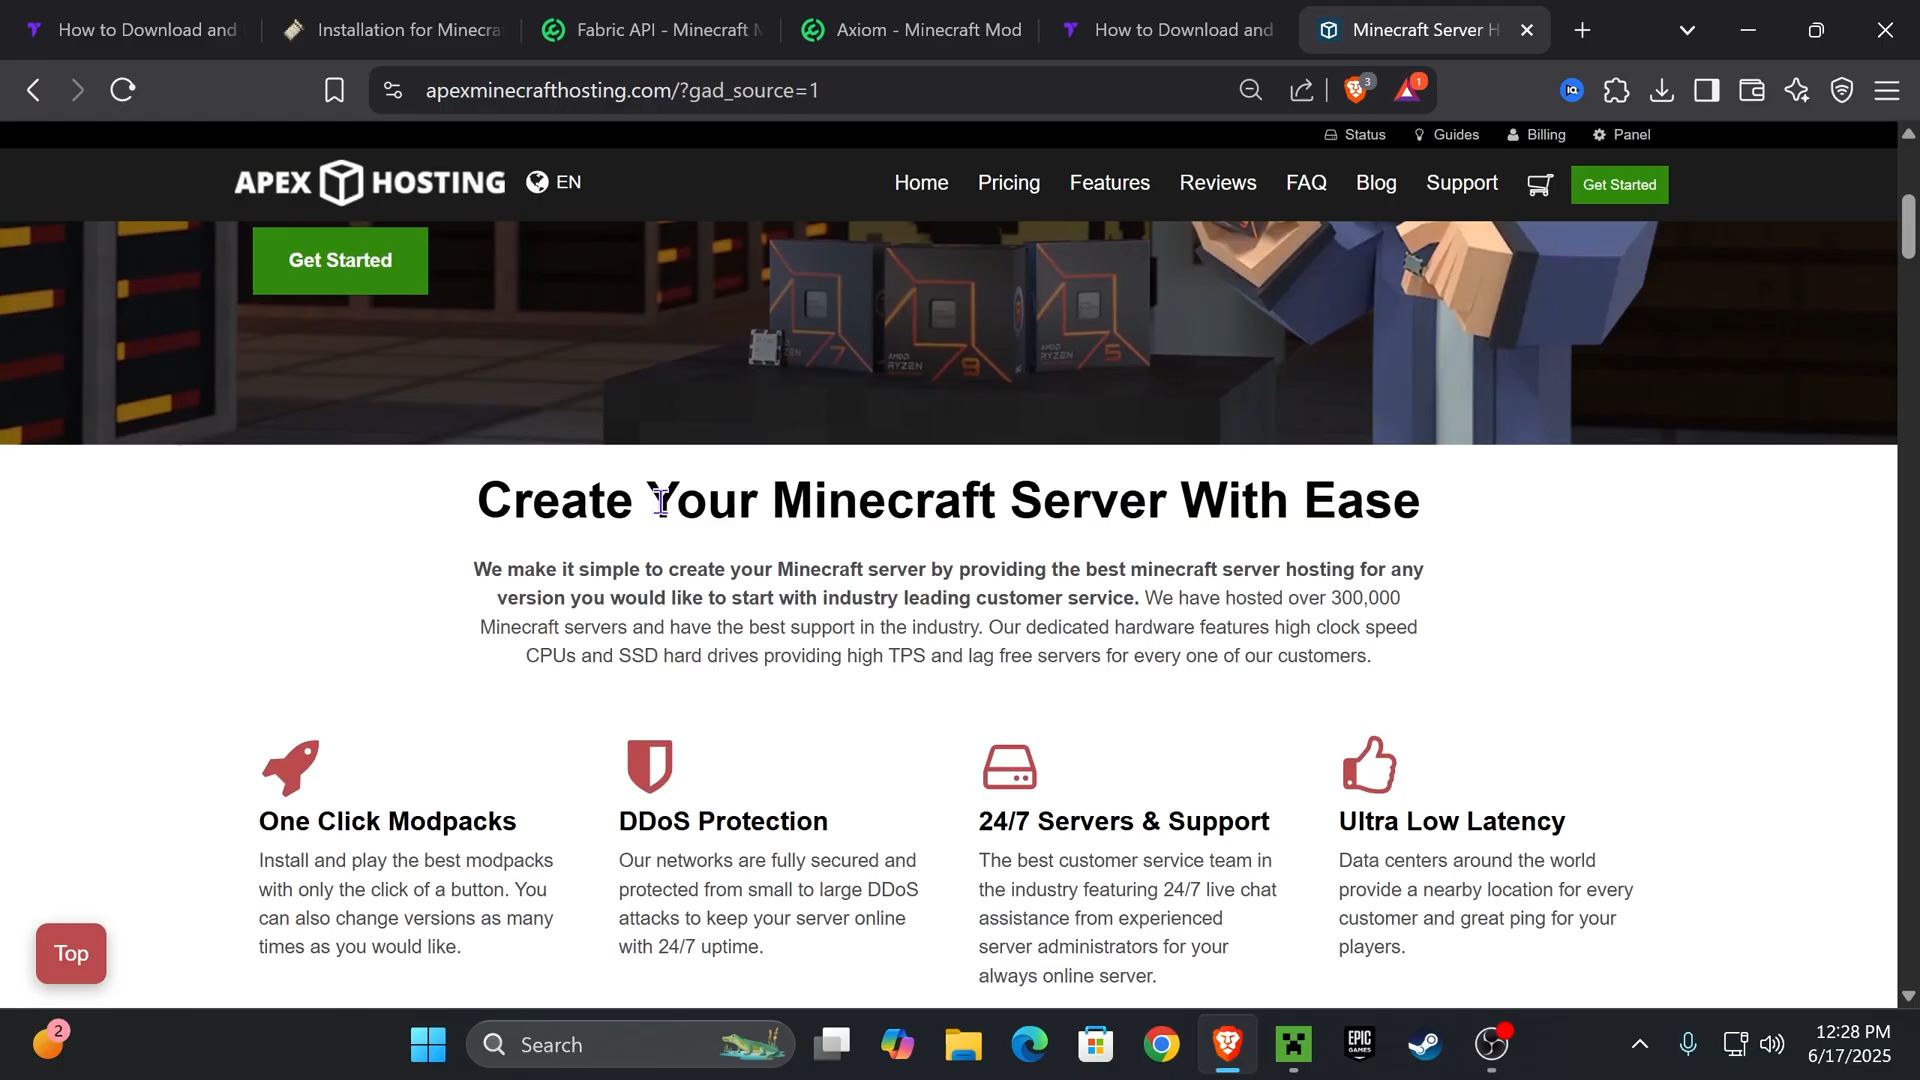 How to Download and
Installation for Minecra
Fabric API - Minecraft M
Axiom - Minecraft Mod
How to Download and
Minecraft Server H
apexminecrafthosting.com/?gad_source=1
3
1
Status
Guides
Billing
Panel
APEX HOSTING
EN
Home
Pricing
Features
Reviews
FAQ
Blog
Support
Get Started
Get Started
AMD RYZEN 9
RYZEN 5
Create Your Minecraft Server With Ease
We make it simple to create your Minecraft server by providing the best minecraft server hosting for any
version you would like to start with industry leading customer service. We have hosted over 300,000
Minecraft servers and have the best support in the industry. Our dedicated hardware features high clock speed
CPUs and SSD hard drives providing high TPS and lag free servers for every one of our customers.
One Click Modpacks
Install and play the best modpacks
with only the click of a button. You
can also change versions as many
times as you would like.
DDoS Protection
Our networks are fully secured and
protected from small to large DDoS
attacks to keep your server online
with 24/7 uptime.
24/7 Servers & Support
The best customer service team in
the industry featuring 24/7 live chat
assistance from experienced
server administrators for your
always online server.
Ultra Low Latency
Data centers around the world
provide a nearby location for every
customer and great ping for your
players.
Top
2
Search
EPIC
GAMES
12:28 PM
6/17/2025